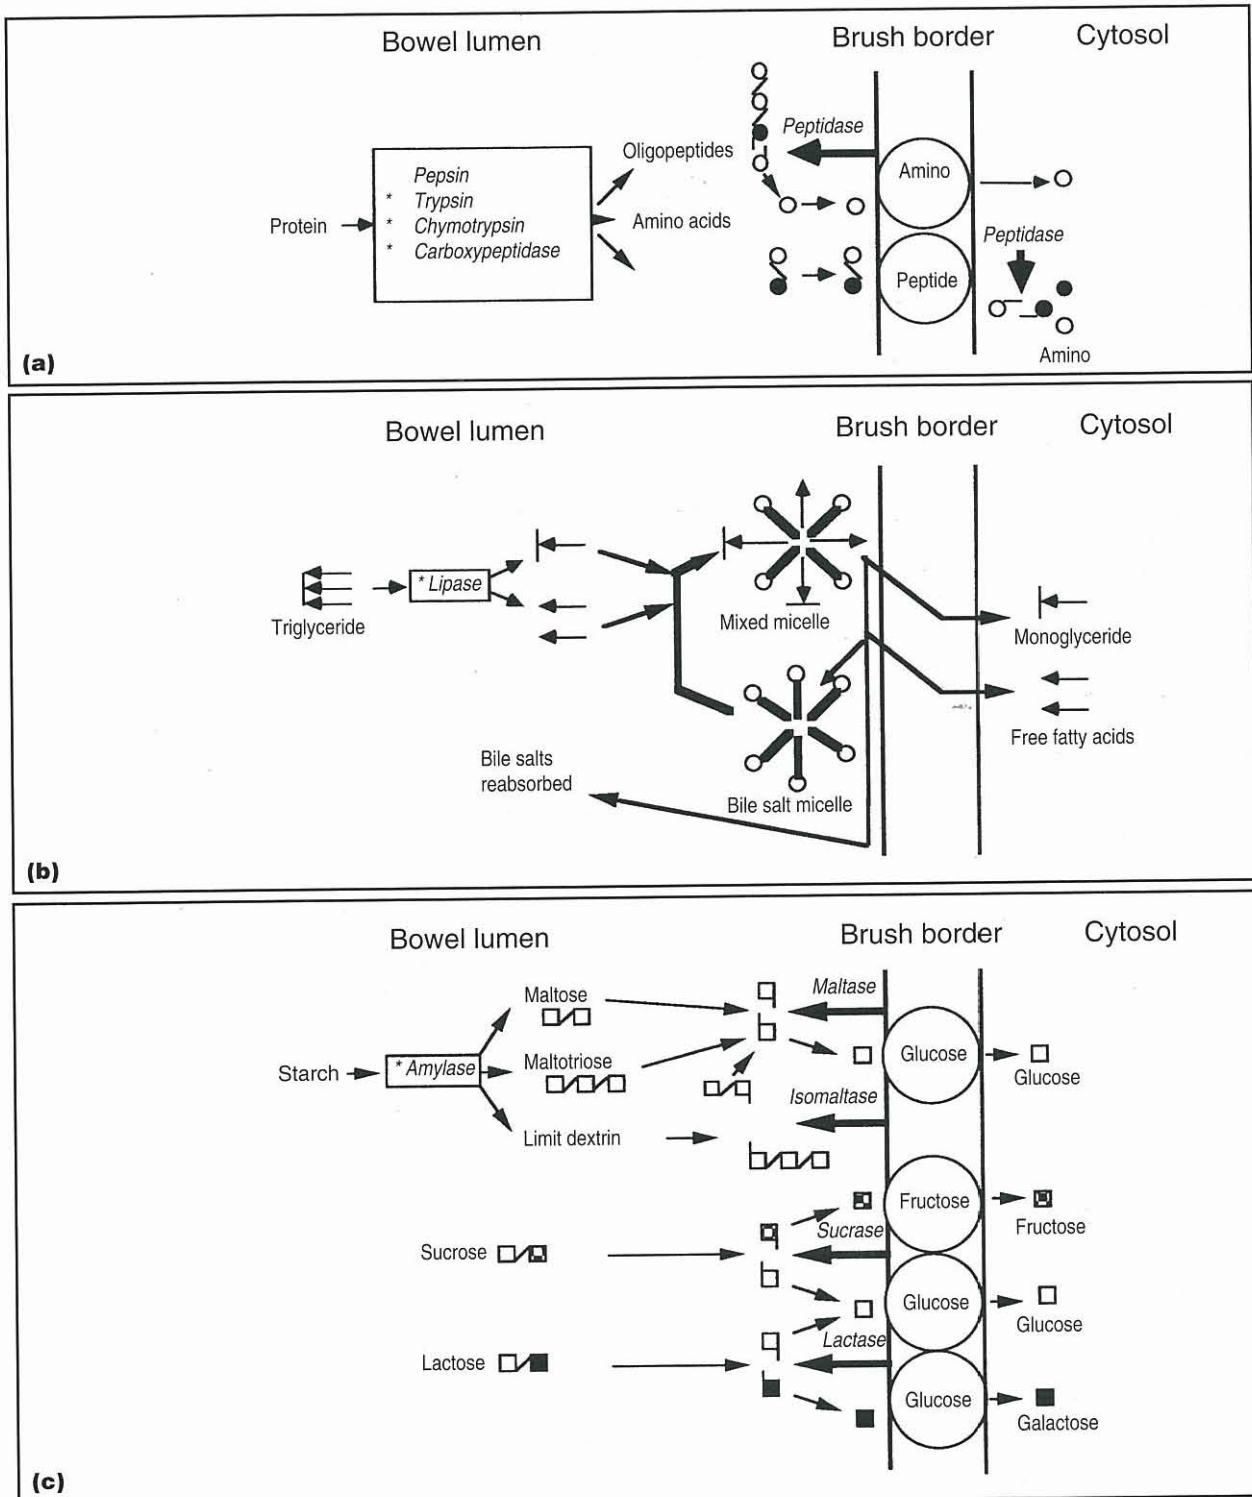 Bowel lumen
Brush border
Cytosol
Protein
Pepsin
* Trypsin
* Chymotrypsin
* Carboxypeptidase
Oligopeptides
Amino acids
Peptidase
Amino
Peptide
Peptidase
Amino
(a)
Bowel lumen
Brush border
Cytosol
Triglyceride
* Lipase
Mixed micelle
Monoglyceride
Free fatty acids
Bile salts
reabsorbed
Bile salt micelle
(b)
Bowel lumen
Brush border
Cytosol
Starch
* Amylase
Maltose
Maltotriose
Limit dextrin
Maltase
Isomaltase
Glucose
Glucose
Fructose
Fructose
Sucrose
Sucrase
Glucose
Glucose
Lactose
Lactase
Glucose
Galactose
(c)